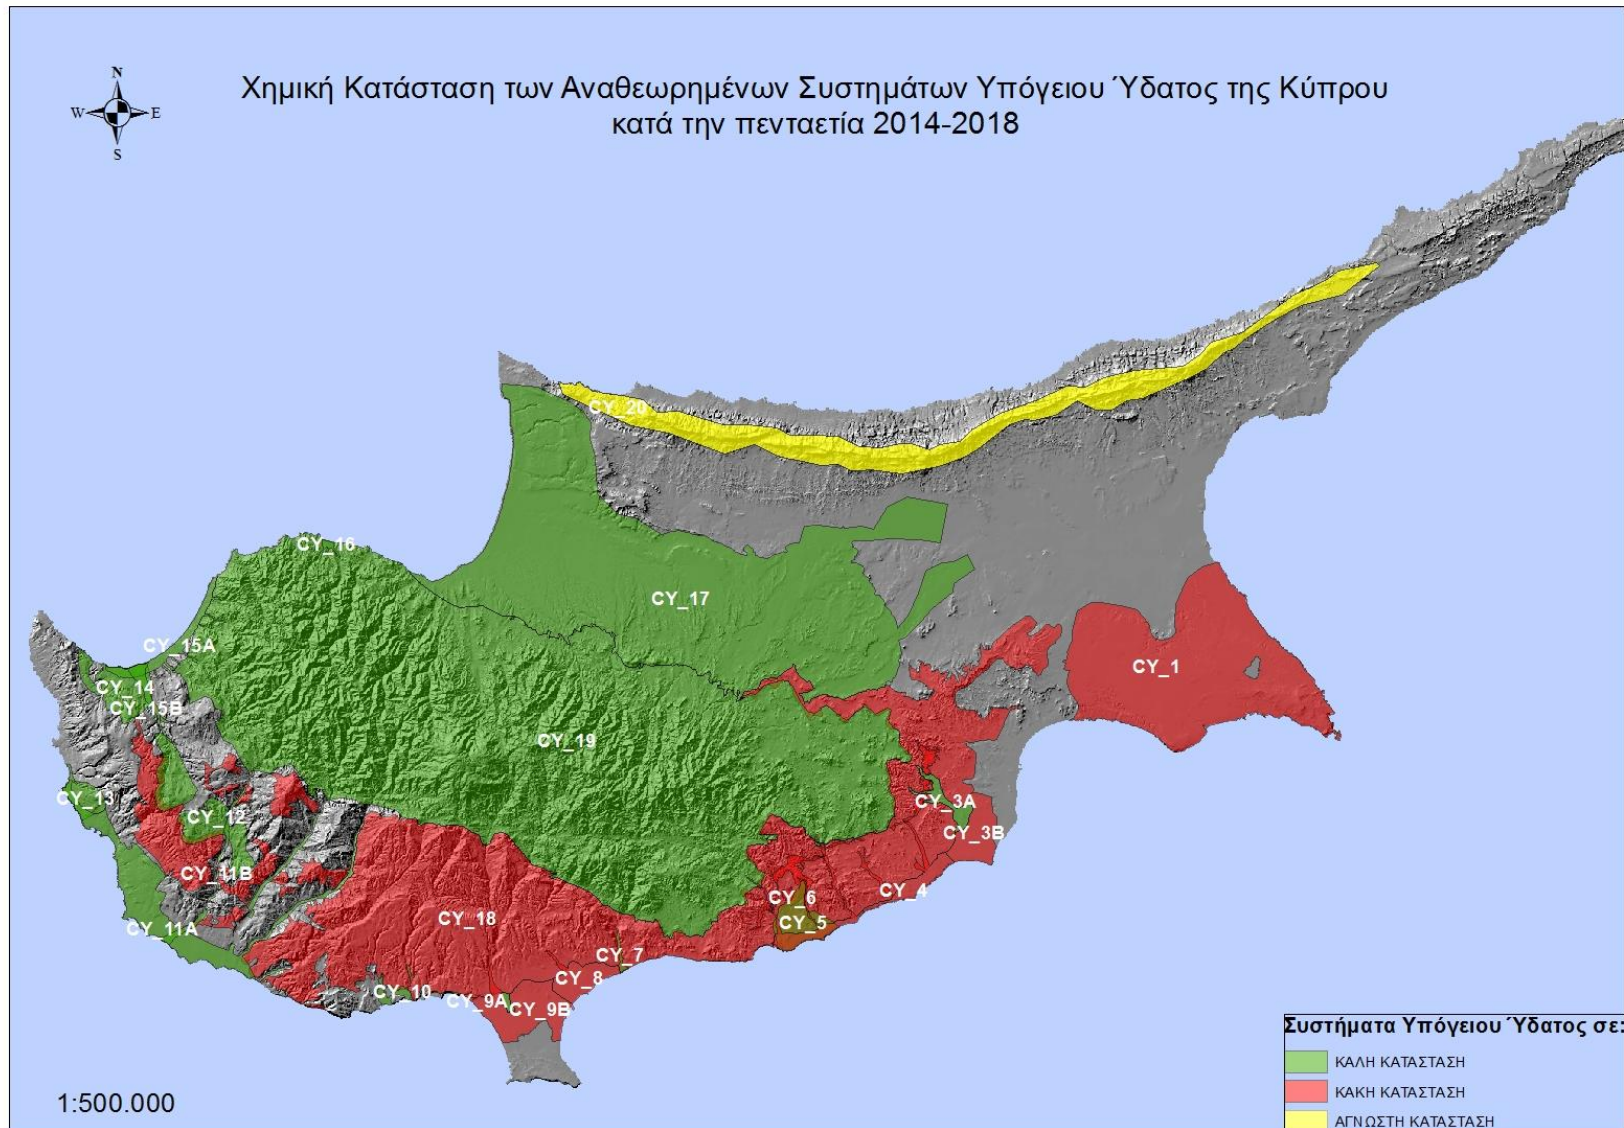 N
W E
S
Χημική Κατάσταση των Αναθεωρημένων Συστημάτων Υπόγειου Ύδατος της Κύπρου
κατά την πενταετία 2014-2018
CY_20
CY_16
CY_17
CY_15A
CY_1
CY_14
CY_15B
CY_19
CY_13
CY_3A
CY_12
CY_3B
CY_11B
CY_4
CY_6
CY_18
CY_5
CY_11A
CY_7
CY_8
CY_10
CY_9A
CY_9B
Συστήματα Υπόγειου Ύδατος σε:
ΚΑΛΗ ΚΑΤΑΣΤΑΣΗ
ΚΑΚΗ ΚΑΤΑΣΤΑΣΗ
ΑΓΝΩΣΤΗ ΚΑΤΑΣΤΑΣΗ
1:500.000